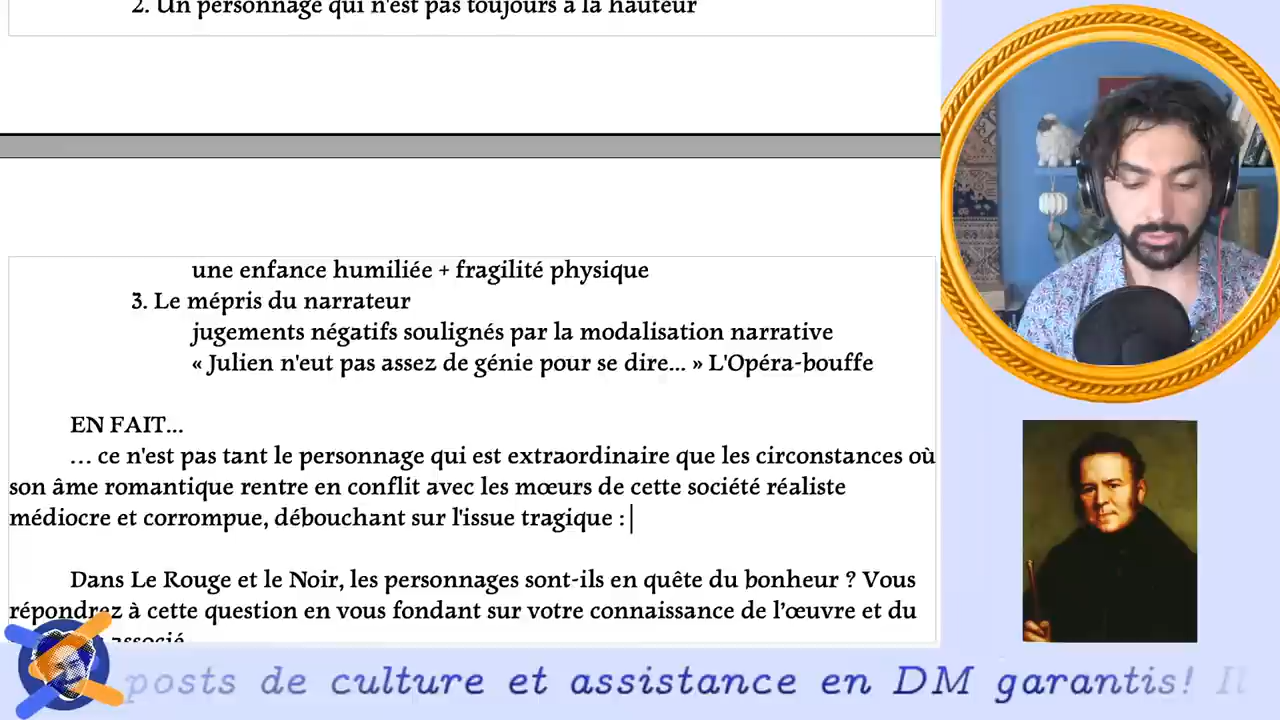 2. Un personnage qui n'est pas toujours à la hauteur
une enfance humiliée + fragilité physique
3. Le mépris du narrateur
jugements négatifs soulignés par la modalisation narrative
« Julien n'eut pas assez de génie pour se dire... » L'Opéra-bouffe
EN FAIT...
... ce n'est pas tant le personnage qui est extraordinaire que les circonstances où
son âme romantique rentre en conflit avec les mœurs de cette société réaliste
médiocre et corrompue, débouchant sur l'issue tragique :
Dans Le Rouge et le Noir, les personnages sont-ils en quête du bonheur ? Vous
répondrez à cette question en vous fondant sur votre connaissance de l'œuvre et du
associé
posts de culture et assistance en DM garantis! Il